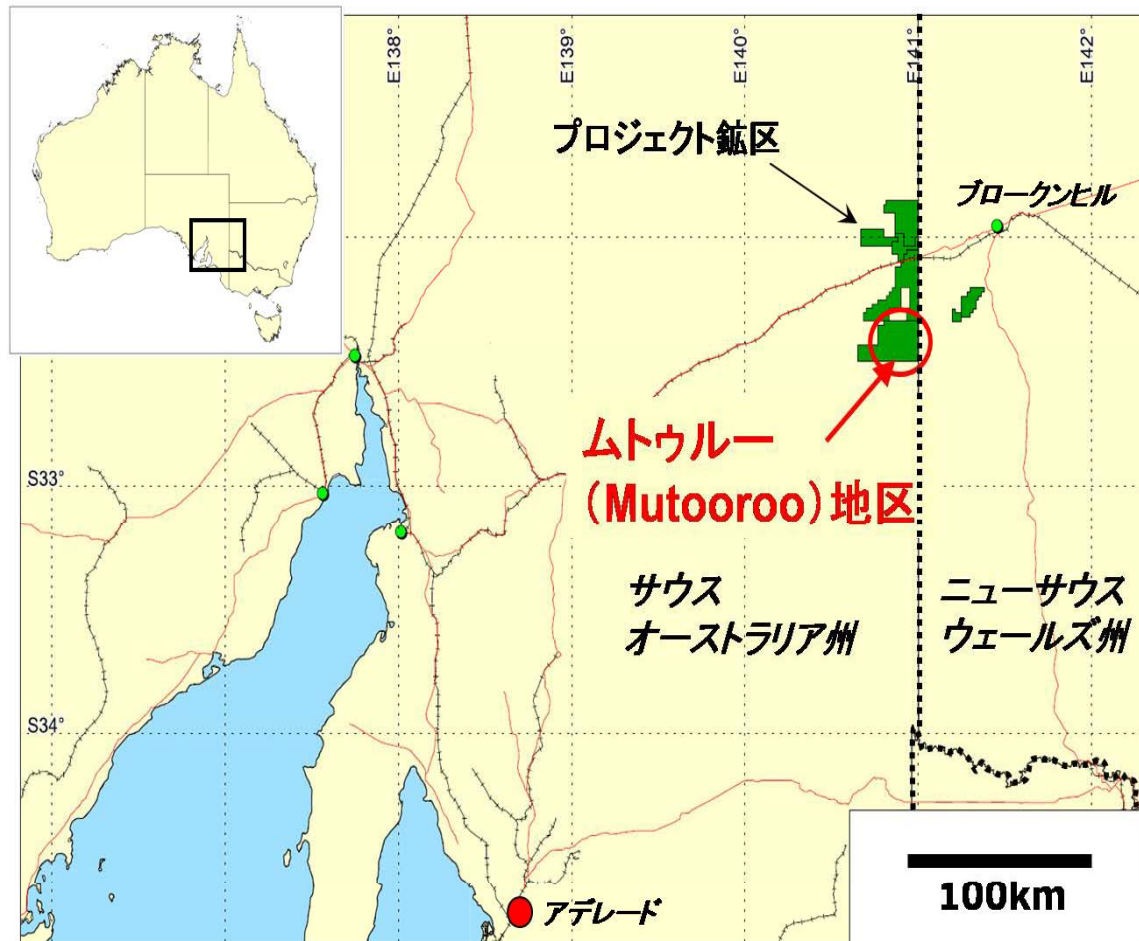 E138°
E139°
E140°
E141°
E142°
プロジェクト鉱区
ブロークンヒル
ムトゥルー
（Mutooroo）地区
S33°
サウス
オーストラリア州
ニューサウス
ウェールズ州
S34°
100km
アデレード